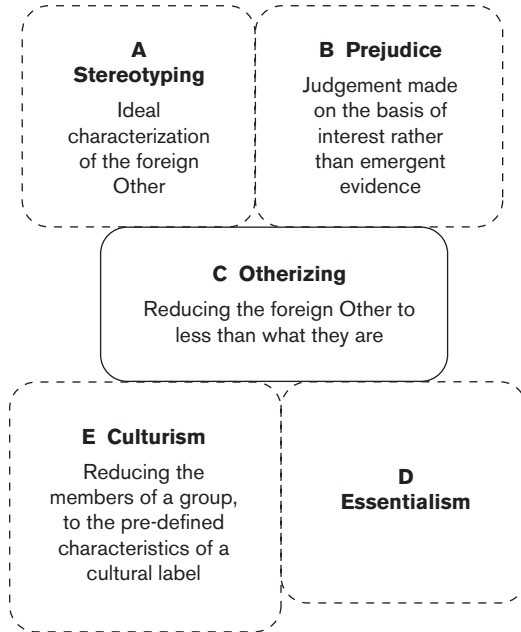 A
Stereotyping
Ideal
characterization
of the foreign
Other
B Prejudice
Judgement made
on the basis of
interest rather
than emergent
evidence
C Otherizing
Reducing the foreign Other to
less than what they are
E Culturism
Reducing the
members of a group,
to the pre-defined
characteristics of a
cultural label
D
Essentialism